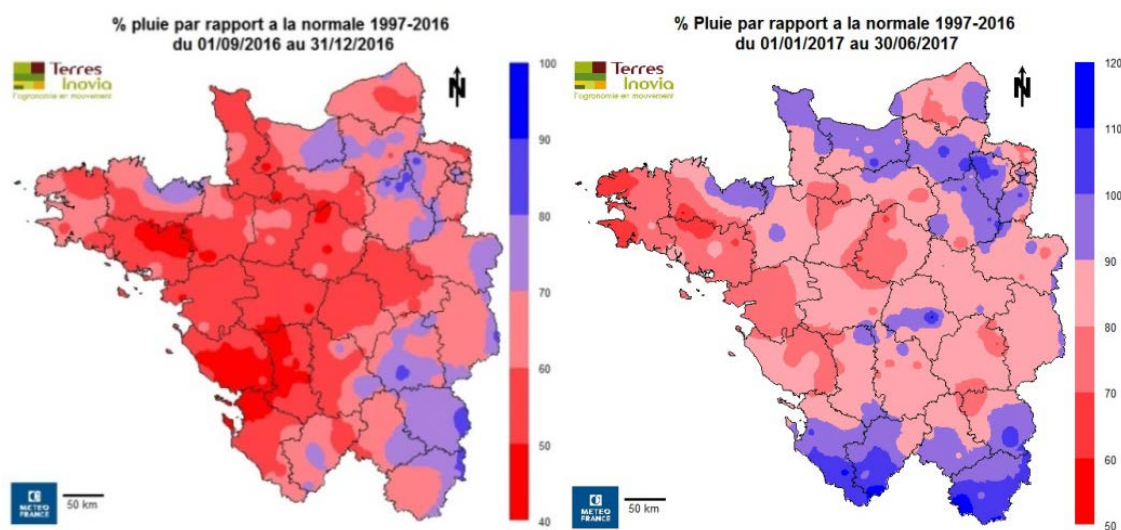 % pluie par rapport a la normale 1997-2016
du 01/09/2016 au 31/12/2016
Terres
Inovia
l'agronomie en mouvement
N
100
90
80
70
60
50
40
METEO
FRANCE
50 km
% Pluie par rapport a la normale 1997-2016
du 01/01/2017 au 30/06/2017
Terres
Inovia
l'agronomie en mouvement
N
120
110
100
90
80
70
60
50
METEO
FRANCE
50 km